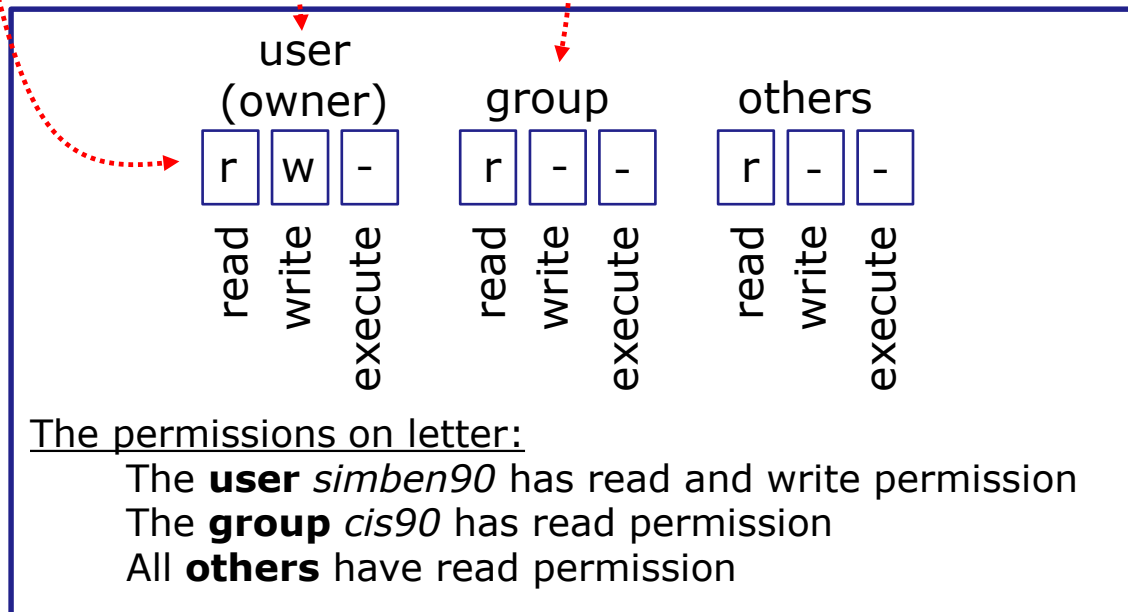 user
(owner) group others
r w - r - - r - -
read write execute read write execute read write execute
The permissions on letter:
The user simben90 has read and write permission
The group cis90 has read permission
All others have read permission